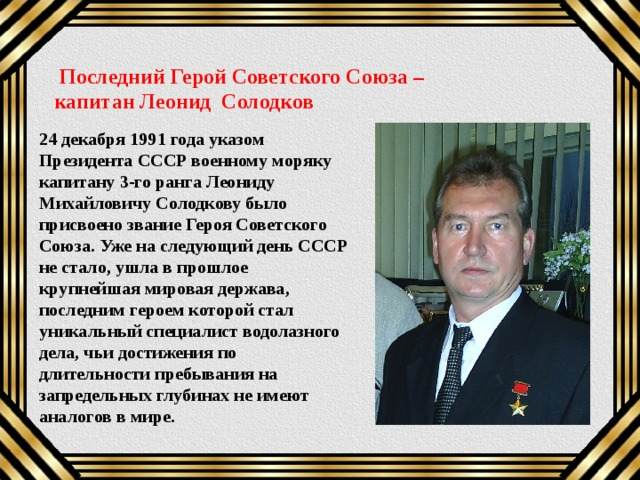 Последний Герой Советского Союза –
капитан Леонид Солодков
24 декабря 1991 года указом
Президента СССР военному моряку
капитану 3-го ранга Леониду
Михайловичу Солодкову было
присвоено звание Героя Советского
Союза. Уже на следующий день СССР
не стало, ушла в прошлое
крупнейшая мировая держава,
последним героем которой стал
уникальный специалист водолазного
дела, чьи достижения по
длительности пребывания на
запредельных глубинах не имеют
аналогов в мире.